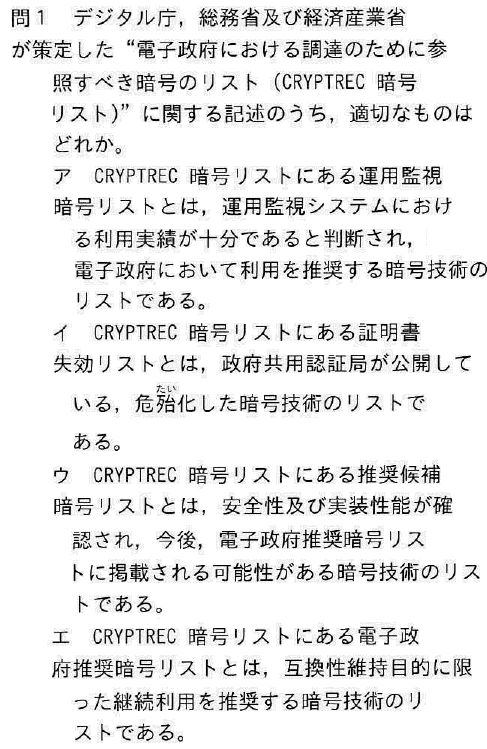 問1 デジタル庁，総務省及び経済産業省
が策定した“電子政府における調達のために参
照すべき暗号のリスト（CRYPTREC 暗号
リスト）”に関する記述のうち，適切なものは
どれか。
ア CRYPTREC 暗号リストにある運用監視
暗号リストとは，運用監視システムにおけ
る利用実績が十分であると判断され，
電子政府において利用を推奨する暗号技術の
リストである。
イ CRYPTREC 暗号リストにある証明書
失効リストとは，政府共用認証局が公開して
たい
いる，危殆化した暗号技術のリストで
ある。
ウ CRYPTREC 暗号リストにある推奨候補
暗号リストとは，安全性及び実装性能が確
認され，今後，電子政府推奨暗号リス
トに掲載される可能性がある暗号技術のリス
トである。
エ CRYPTREC 暗号リストにある電子政
府推奨暗号リストとは，互換性維持目的に限
った継続利用を推奨する暗号技術のリ
ストである。